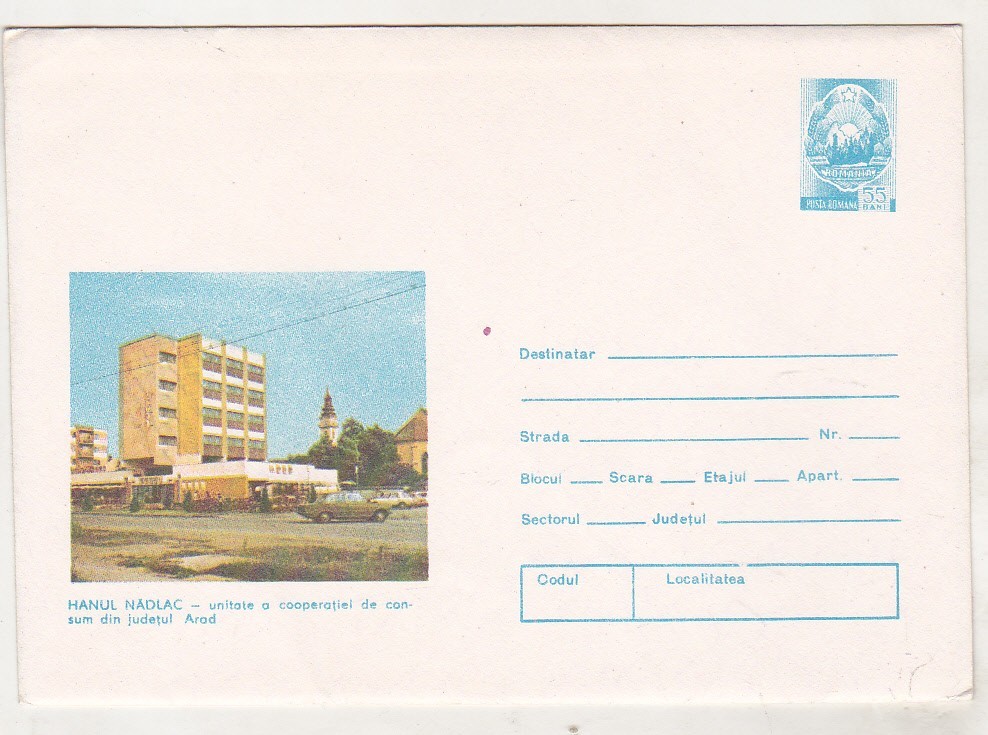 ROMANIA
POSTA ROMANA 55
BANI
Destinatar
Strada Nr.
Blocul Scara Etajul Apart.
Sectorul Județul
Codul Localitatea
HANUL NĂDLAC – unitate a cooperației de con-
sum din județul Arad